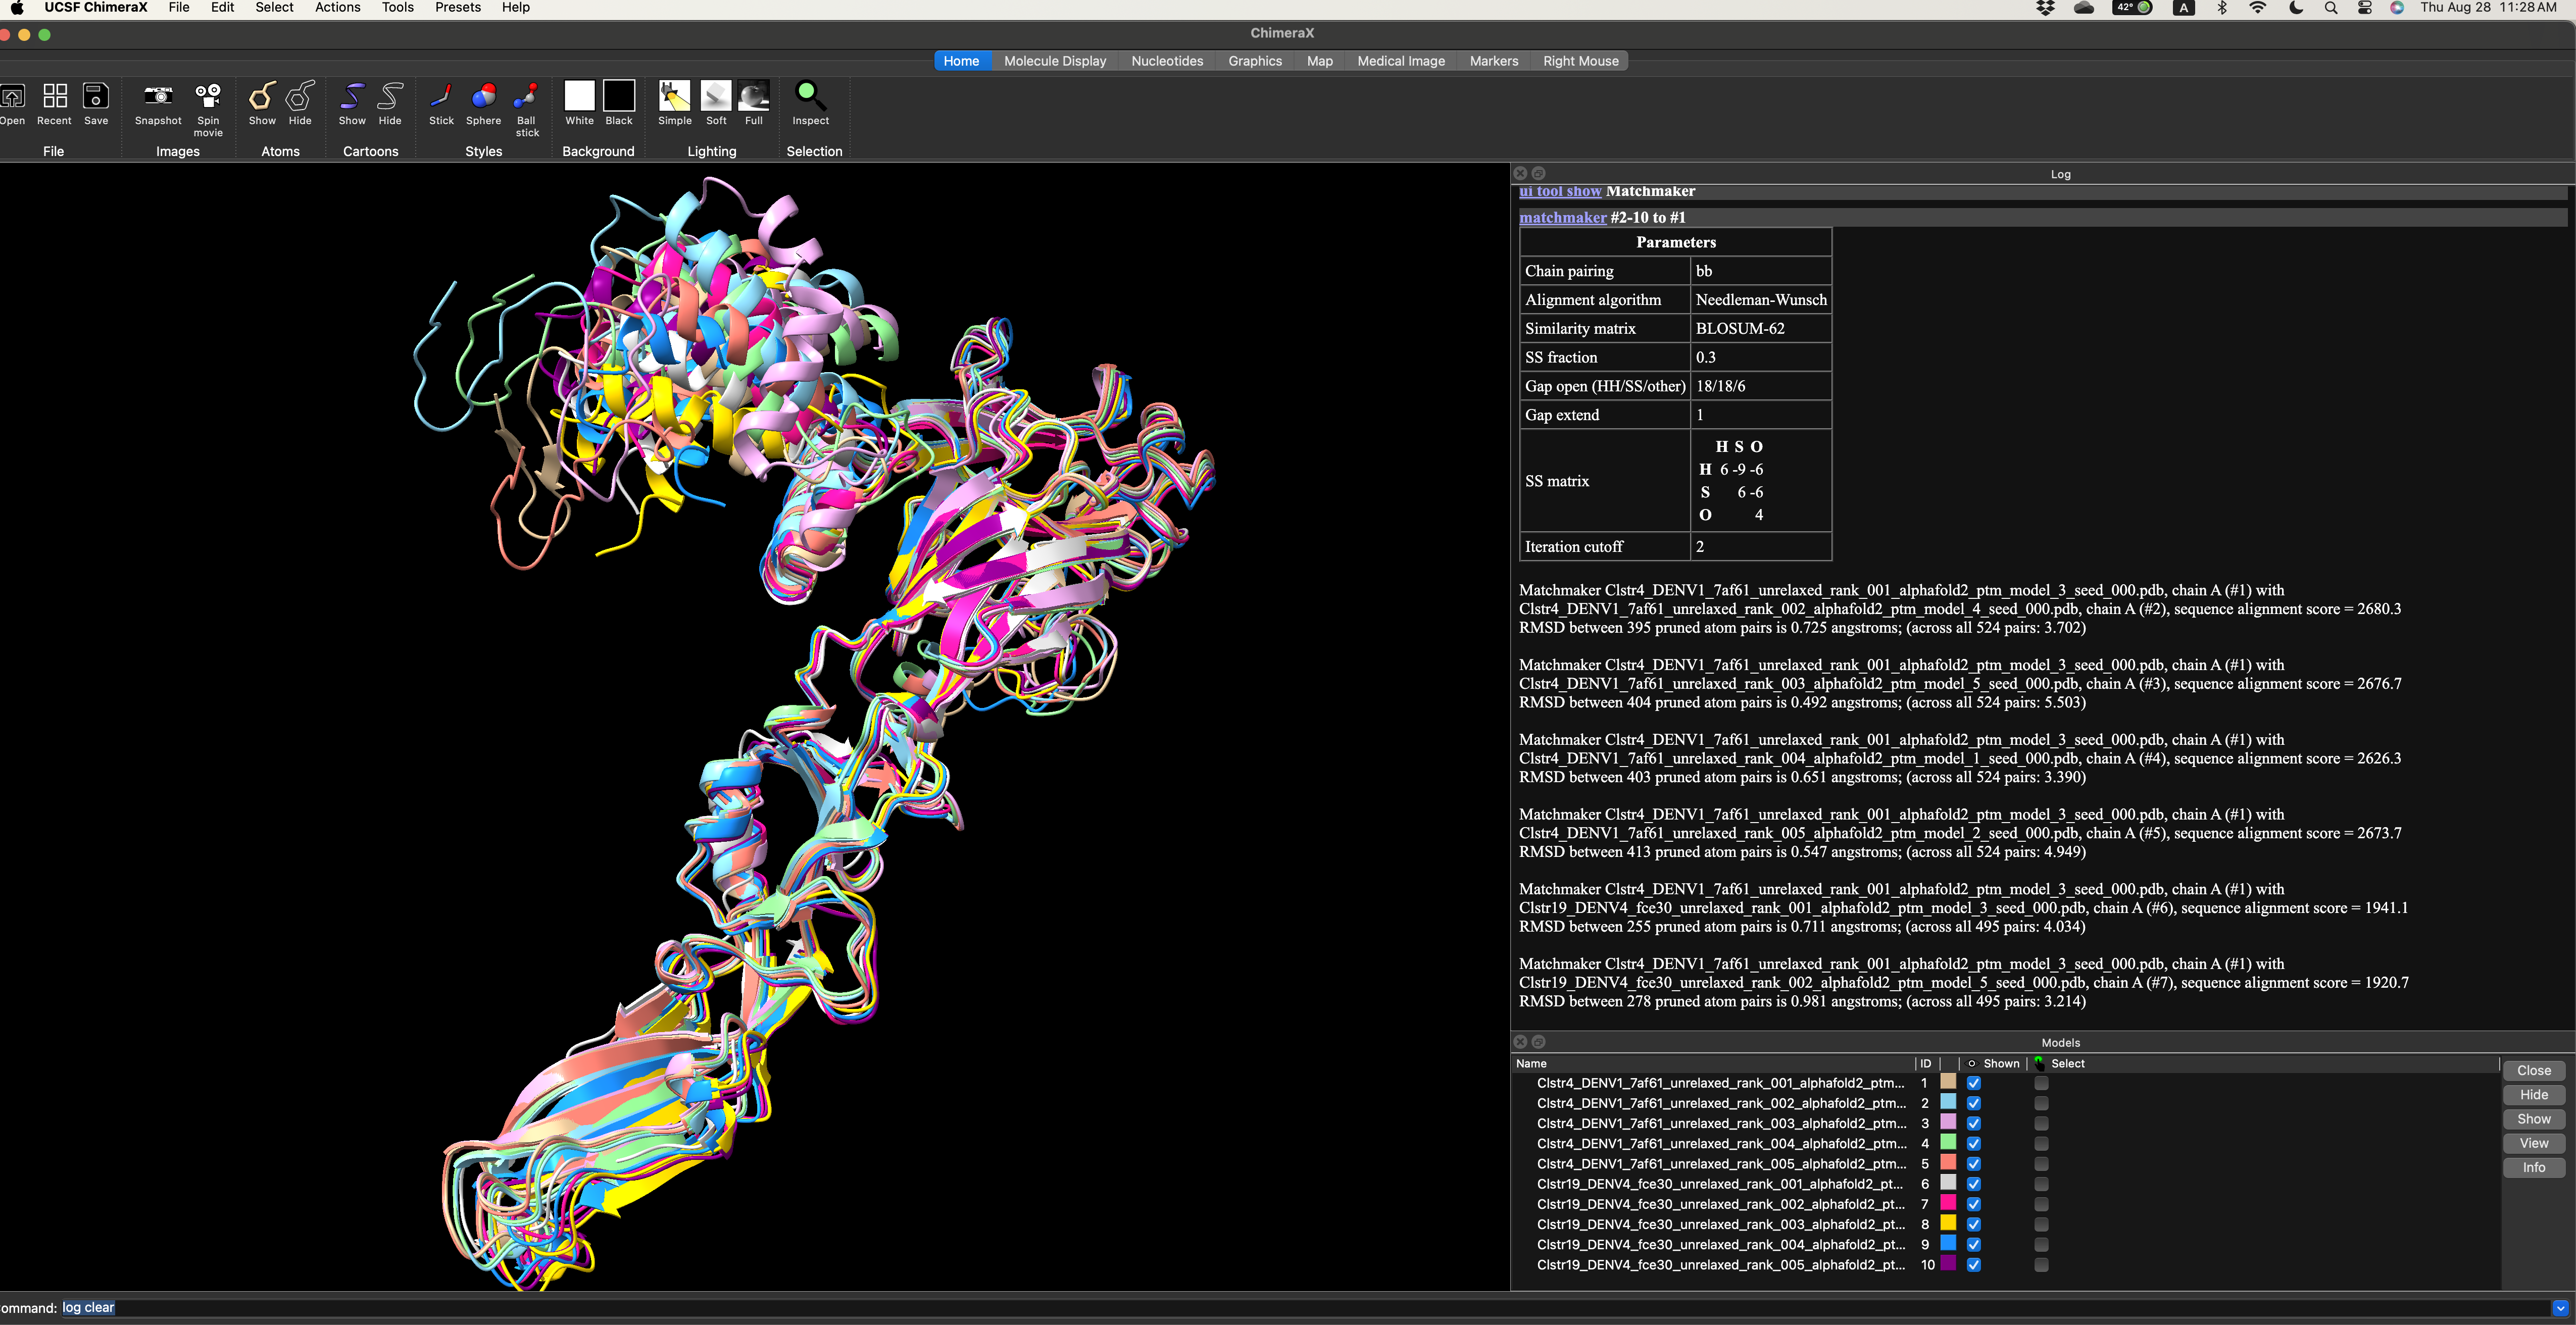 UCSF ChimeraX File Edit Select Actions Tools Presets Help
42° A Thu Aug 28 11:28 AM
ChimeraX
Home Molecule Display Nucleotides Graphics Map Medical Image Markers Right Mouse
Open Recent Save Snapshot Spin movie Show Hide Show Hide Stick Sphere Ball stick White Black Simple Soft Full Inspect
File Images Atoms Cartoons Styles Background Lighting Selection
Log
ui tool show Matchmaker
matchmaker #2-10 to #1
Parameters
Chain pairing bb
Alignment algorithm Needleman-Wunsch
Similarity matrix BLOSUM-62
SS fraction 0.3
Gap open (HH/SS/other) 18/18/6
Gap extend 1
SS matrix
H S O
H 6 -9 -6
S 6 -6
O 4
Iteration cutoff 2
Matchmaker Clstr4_DENV1_7af61_unrelaxed_rank_001_alphafold2_ptm_model_3_seed_000.pdb, chain A (#1) with
Clstr4_DENV1_7af61_unrelaxed_rank_002_alphafold2_ptm_model_4_seed_000.pdb, chain A (#2), sequence alignment score = 2680.3
RMSD between 395 pruned atom pairs is 0.725 angstroms; (across all 524 pairs: 3.702)
Matchmaker Clstr4_DENV1_7af61_unrelaxed_rank_001_alphafold2_ptm_model_3_seed_000.pdb, chain A (#1) with
Clstr4_DENV1_7af61_unrelaxed_rank_003_alphafold2_ptm_model_5_seed_000.pdb, chain A (#3), sequence alignment score = 2676.7
RMSD between 404 pruned atom pairs is 0.492 angstroms; (across all 524 pairs: 5.503)
Matchmaker Clstr4_DENV1_7af61_unrelaxed_rank_001_alphafold2_ptm_model_3_seed_000.pdb, chain A (#1) with
Clstr4_DENV1_7af61_unrelaxed_rank_004_alphafold2_ptm_model_1_seed_000.pdb, chain A (#4), sequence alignment score = 2626.3
RMSD between 403 pruned atom pairs is 0.651 angstroms; (across all 524 pairs: 3.390)
Matchmaker Clstr4_DENV1_7af61_unrelaxed_rank_001_alphafold2_ptm_model_3_seed_000.pdb, chain A (#1) with
Clstr4_DENV1_7af61_unrelaxed_rank_005_alphafold2_ptm_model_2_seed_000.pdb, chain A (#5), sequence alignment score = 2673.7
RMSD between 413 pruned atom pairs is 0.547 angstroms; (across all 524 pairs: 4.949)
Matchmaker Clstr4_DENV1_7af61_unrelaxed_rank_001_alphafold2_ptm_model_3_seed_000.pdb, chain A (#1) with
Clstr19_DENV4_fce30_unrelaxed_rank_001_alphafold2_ptm_model_3_seed_000.pdb, chain A (#6), sequence alignment score = 1941.1
RMSD between 255 pruned atom pairs is 0.711 angstroms; (across all 495 pairs: 4.034)
Matchmaker Clstr4_DENV1_7af61_unrelaxed_rank_001_alphafold2_ptm_model_3_seed_000.pdb, chain A (#1) with
Clstr19_DENV4_fce30_unrelaxed_rank_002_alphafold2_ptm_model_5_seed_000.pdb, chain A (#7), sequence alignment score = 1920.7
RMSD between 278 pruned atom pairs is 0.981 angstroms; (across all 495 pairs: 3.214)
Models
Name ID Shown Select
Clstr4_DENV1_7af61_unrelaxed_rank_001_alphafold2_ptm... 1
Clstr4_DENV1_7af61_unrelaxed_rank_002_alphafold2_ptm... 2
Clstr4_DENV1_7af61_unrelaxed_rank_003_alphafold2_ptm... 3
Clstr4_DENV1_7af61_unrelaxed_rank_004_alphafold2_ptm... 4
Clstr4_DENV1_7af61_unrelaxed_rank_005_alphafold2_ptm... 5
Clstr19_DENV4_fce30_unrelaxed_rank_001_alphafold2_pt... 6
Clstr19_DENV4_fce30_unrelaxed_rank_002_alphafold2_pt... 7
Clstr19_DENV4_fce30_unrelaxed_rank_003_alphafold2_pt... 8
Clstr19_DENV4_fce30_unrelaxed_rank_004_alphafold2_pt... 9
Clstr19_DENV4_fce30_unrelaxed_rank_005_alphafold2_pt... 10
Close
Hide
Show
View
Info
ommand: log clear